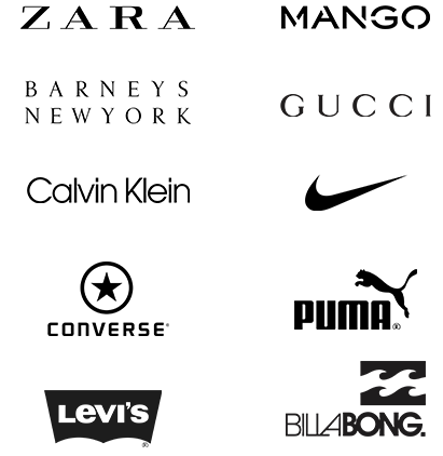 ZARA
MANGO
BARNEYS
NEWYORK
GUCCI
Calvin Klein
CONVERSE®
PUMA®
Levi's®
BILLABONG.